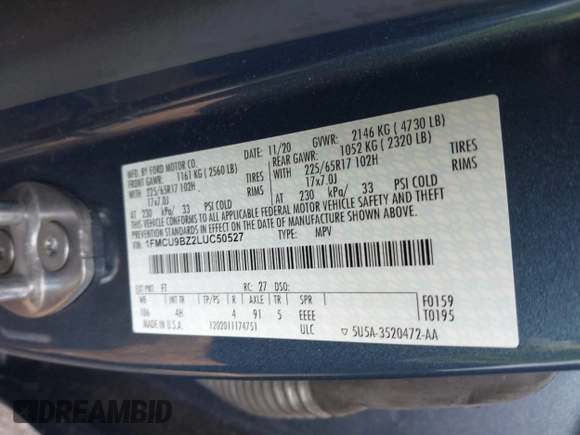 MFD. BY FORD MOTOR CO. 11/20 GVWR: 2146 KG ( 4730 LB)
FRONT GAWR: 1161 KG ( 2560 LB) REAR GAWR: 1052 KG ( 2320 LB)
225/65R17 102H TIRES 225/65R17 102H TIRES
17x7.0J RIMS 17x7.0J RIMS
AT 230 kPa/ 33 PSI COLD AT 230 kPa/ 33 PSI COLD
THIS VEHICLE CONFORMS TO ALL APPLICABLE FEDERAL MOTOR VEHICLE SAFETY AND THEFT
PREVENTION STANDARDS IN EFFECT ON THE DATE OF MANUFACTURE SHOWN ABOVE.
VIN: 1FMCU9BZ2LUC50527 TYPE: MPV
EXT PNT: FT RC: 27 DSO:
WB INT TR TP/PS R AXLE TR SPR F0159
106 4H 4 91 5 EEEE T0195
MADE IN U.S.A. 12020111174751 ULC 5U5A-3520472-AA
DREAMBID